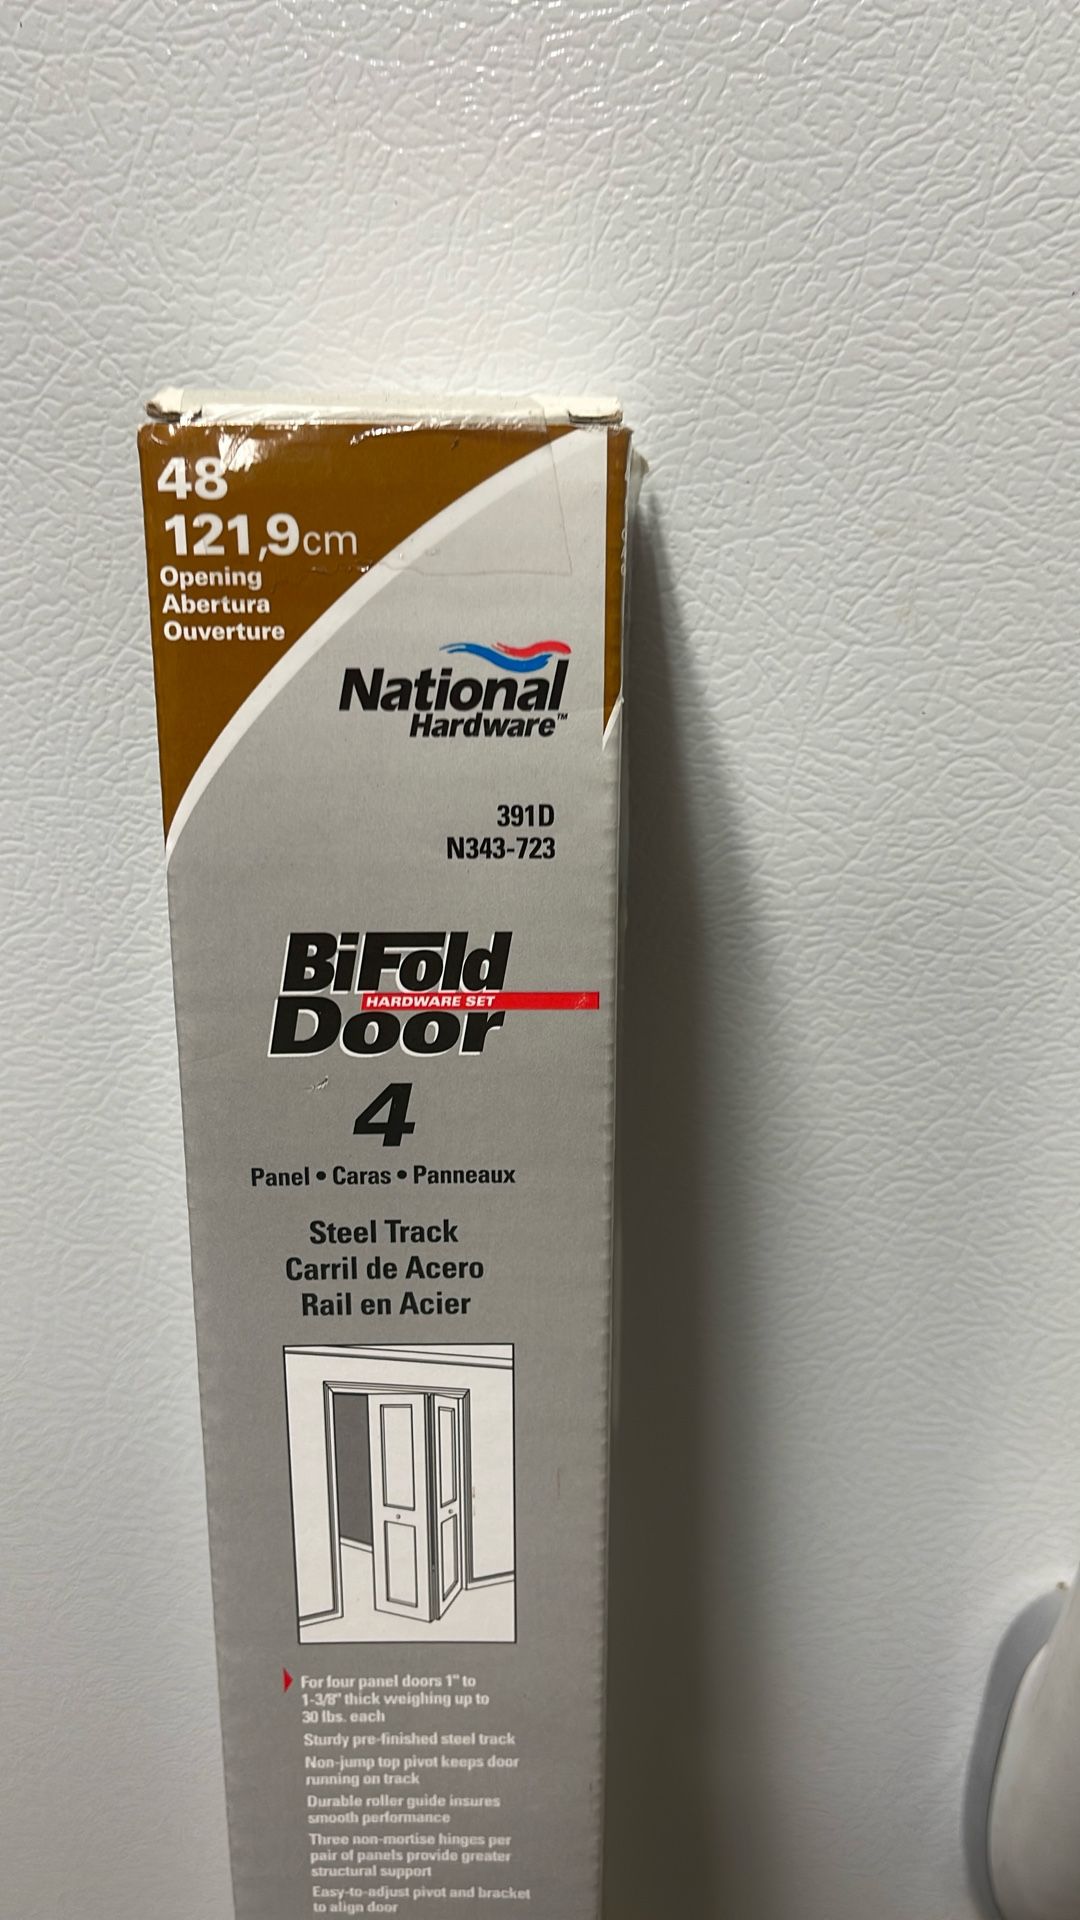 48"
121,9cm
Opening
Abertura
Ouverture
National
Hardware™
391D
N343-723
BiFold
HARDWARE SET
Door
4
Panel • Caras • Panneaux
Steel Track
Carril de Acero
Rail en Acier
For four panel doors 1" to
1-3/8" thick weighing up to
30 lbs. each
Sturdy pre-finished steel track
Non-jump top pivot keeps door
running on track
Durable roller guide insures
smooth performance
Three non-mortise hinges per
pair of panels provide greater
structural support
Easy-to-adjust pivot and bracket
to align door